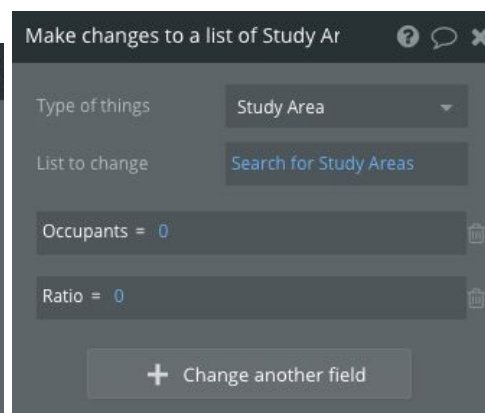 Make changes to a list of Study Ar
Type of things Study Area
List to change Search for Study Areas
Occupants = 0
Ratio = 0
+ Change another field